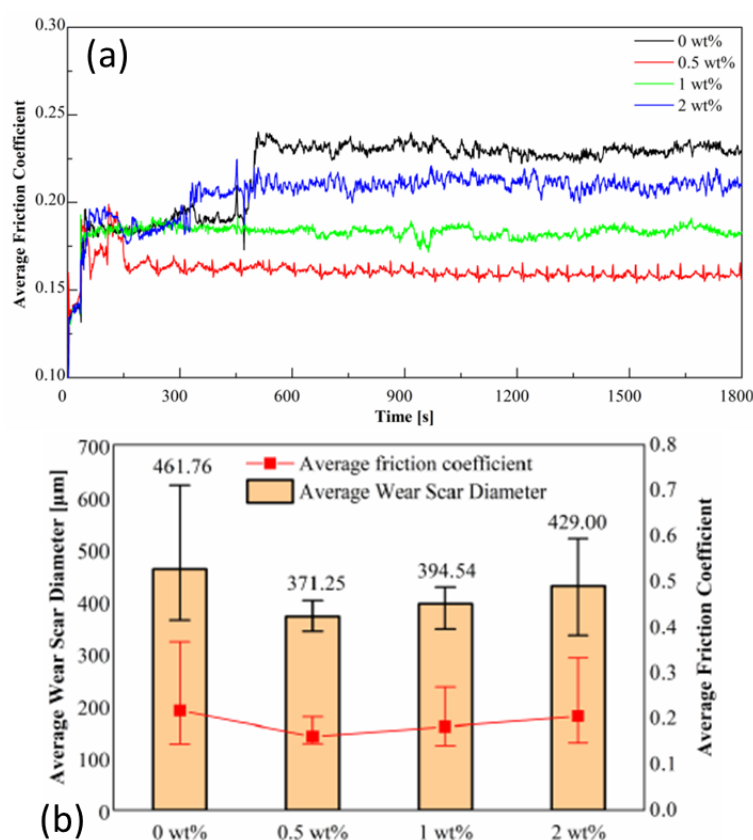 (a)
0 wt%
0.5 wt%
1 wt%
2 wt%
0.30
0.25
0.20
0.15
0.10
Average Friction Coefficient
0 300 600 900 1200 1500 1800
Time [s]
Average friction coefficient
Average Wear Scar Diameter
461.76
371.25
394.54
429.00
700
600
500
400
300
200
100
0
Average Wear Scar Diameter [μm]
0.8
0.7
0.6
0.5
0.4
0.3
0.2
0.1
0.0
Average Friction Coefficient
(b)
0 wt% 0.5 wt% 1 wt% 2 wt%